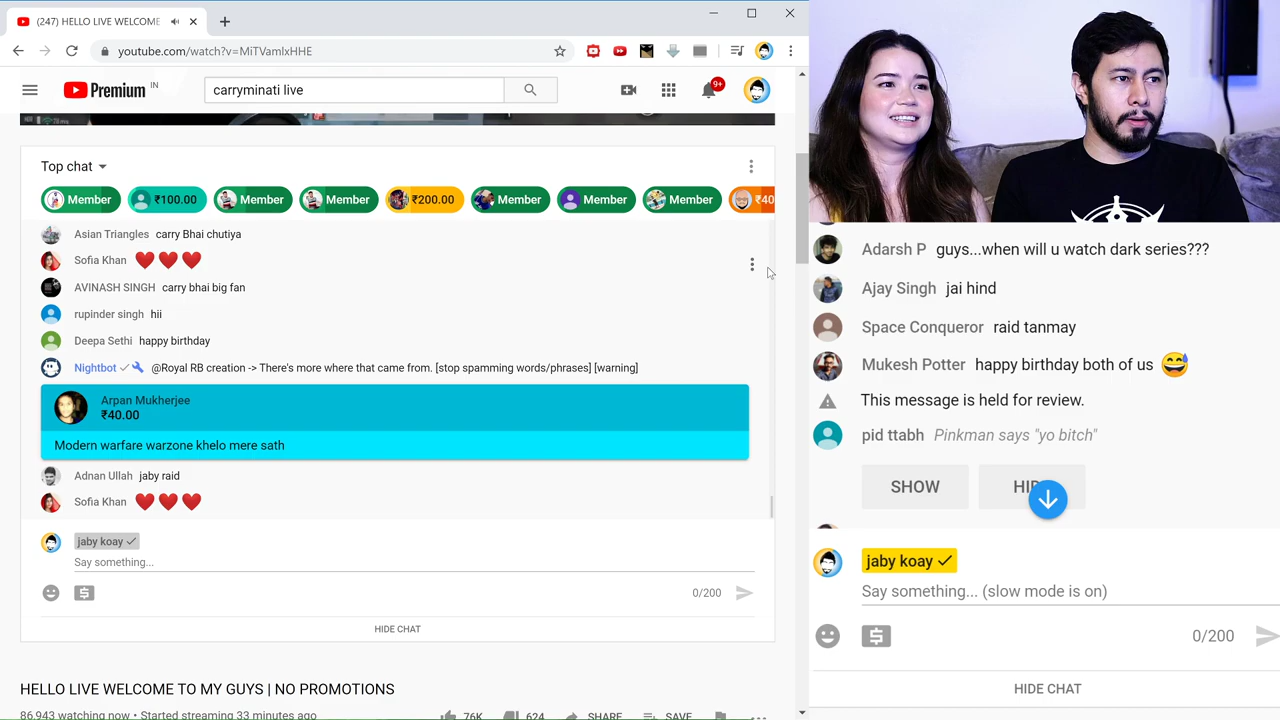 (247) HELLO LIVE WELCOME
youtube.com/watch?v=MiTVamlxHHE
Premium IN
carryminati live
9+
Top chat
Member ₹100.00 Member Member ₹200.00 Member Member Member ₹40
Asian Triangles carry Bhai chutiya
Sofia Khan ❤️ ❤️ ❤️
AVINASH SINGH carry bhai big fan
rupinder singh hii
Deepa Sethi happy birthday
Nightbot @Royal RB creation -> There's more where that came from. [stop spamming words/phrases] [warning]
Arpan Mukherjee
₹40.00
Modern warfare warzone khelo mere sath
Adnan Ullah jaby raid
Sofia Khan ❤️ ❤️ ❤️
jaby koay ✓
Say something...
0/200
HIDE CHAT
HELLO LIVE WELCOME TO MY GUYS | NO PROMOTIONS
86,943 watching now • Started streaming 33 minutes ago
76K 624 SHARE SAVE
Adarsh P guys...when will u watch dark series???
Ajay Singh jai hind
Space Conqueror raid tanmay
Mukesh Potter happy birthday both of us 😅
This message is held for review.
pid ttabh Pinkman says "yo bitch"
SHOW HID
jaby koay ✓
Say something... (slow mode is on)
0/200
HIDE CHAT